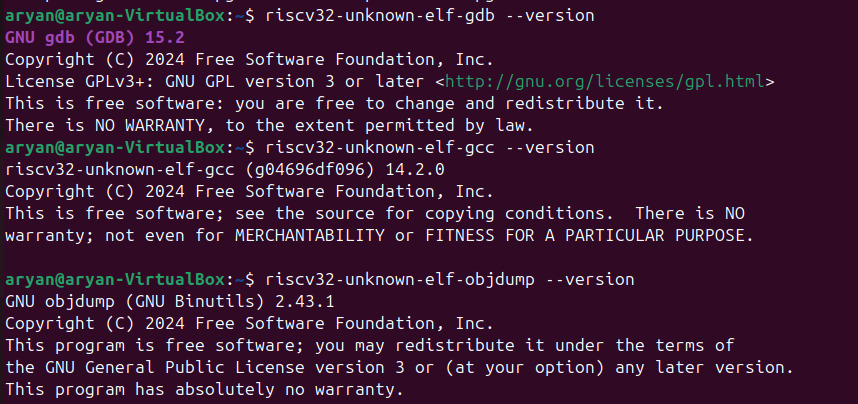 aryan@aryan-VirtualBox:~$ riscv32-unknown-elf-gdb --version
GNU gdb (GDB) 15.2
Copyright (C) 2024 Free Software Foundation, Inc.
License GPLv3+: GNU GPL version 3 or later <http://gnu.org/licenses/gpl.html>
This is free software: you are free to change and redistribute it.
There is NO WARRANTY, to the extent permitted by law.
aryan@aryan-VirtualBox:~$ riscv32-unknown-elf-gcc --version
riscv32-unknown-elf-gcc (g04696df096) 14.2.0
Copyright (C) 2024 Free Software Foundation, Inc.
This is free software; see the source for copying conditions.  There is NO
warranty; not even for MERCHANTABILITY or FITNESS FOR A PARTICULAR PURPOSE.

aryan@aryan-VirtualBox:~$ riscv32-unknown-elf-objdump --version
GNU objdump (GNU Binutils) 2.43.1
Copyright (C) 2024 Free Software Foundation, Inc.
This program is free software; you may redistribute it under the terms of
the GNU General Public License version 3 or (at your option) any later version.
This program has absolutely no warranty.